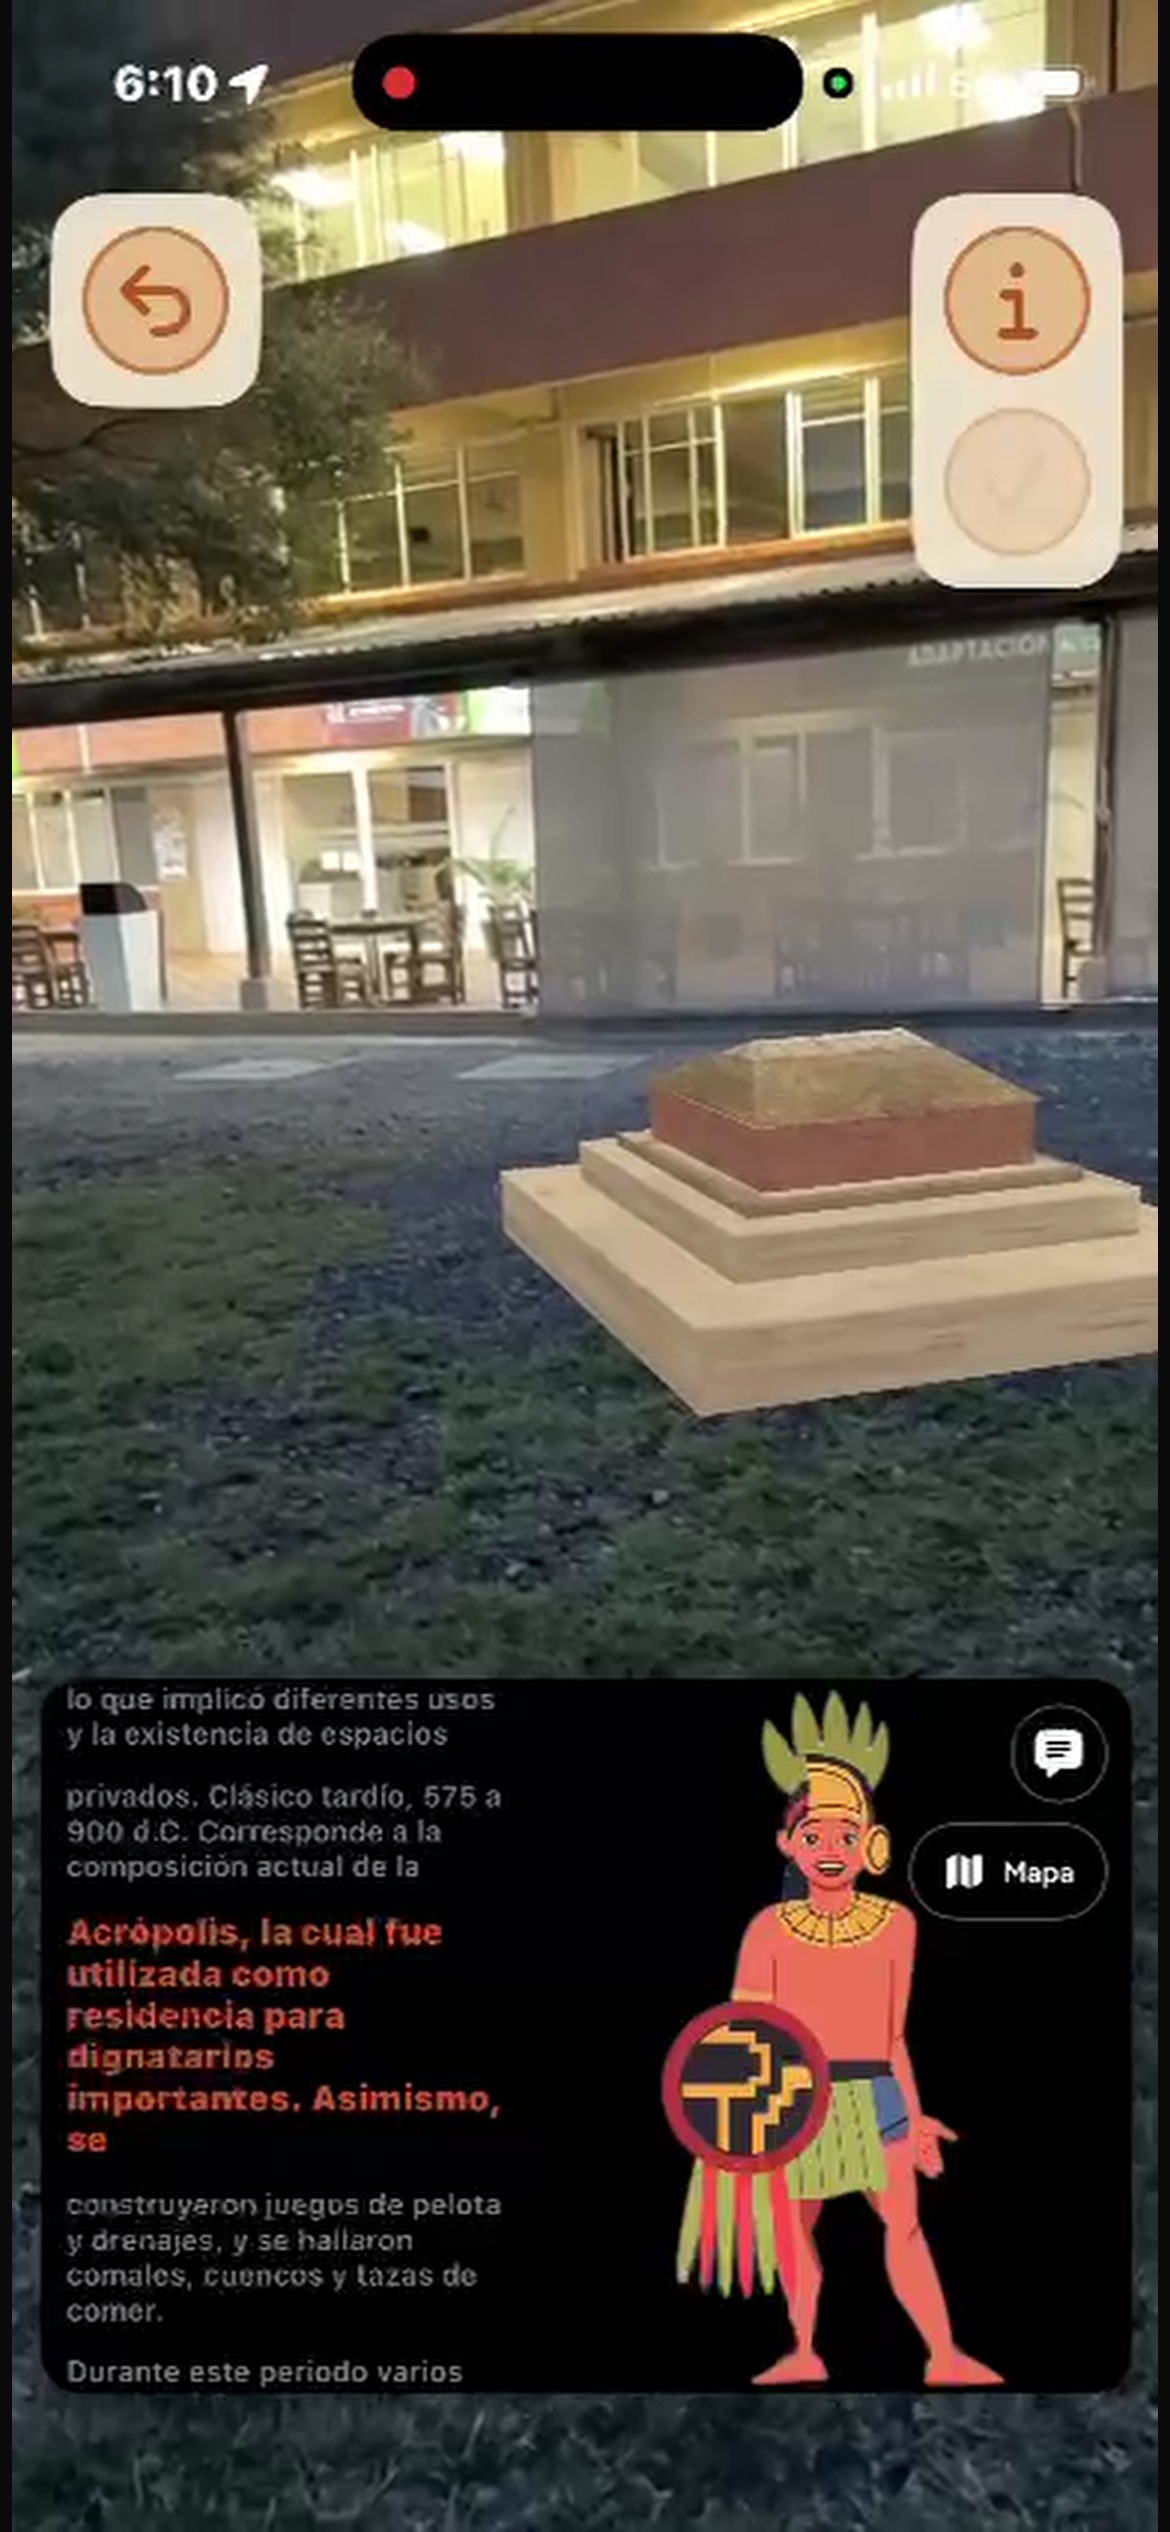 6:10
ADAPTACIÓN
lo que implicó diferentes usos
y la existencia de espacios
privados. Clásico tardío, 575 a
900 d.C. Corresponde a la
composición actual de la
Acrópolis, la cual fue
utilizada como
residencia para
dignatarios
importantes. Asimismo,
se
construyeron juegos de pelota
y drenajes, y se hallaron
comales, cuencos y tazas de
comer.
Durante este periodo varios
Mapa